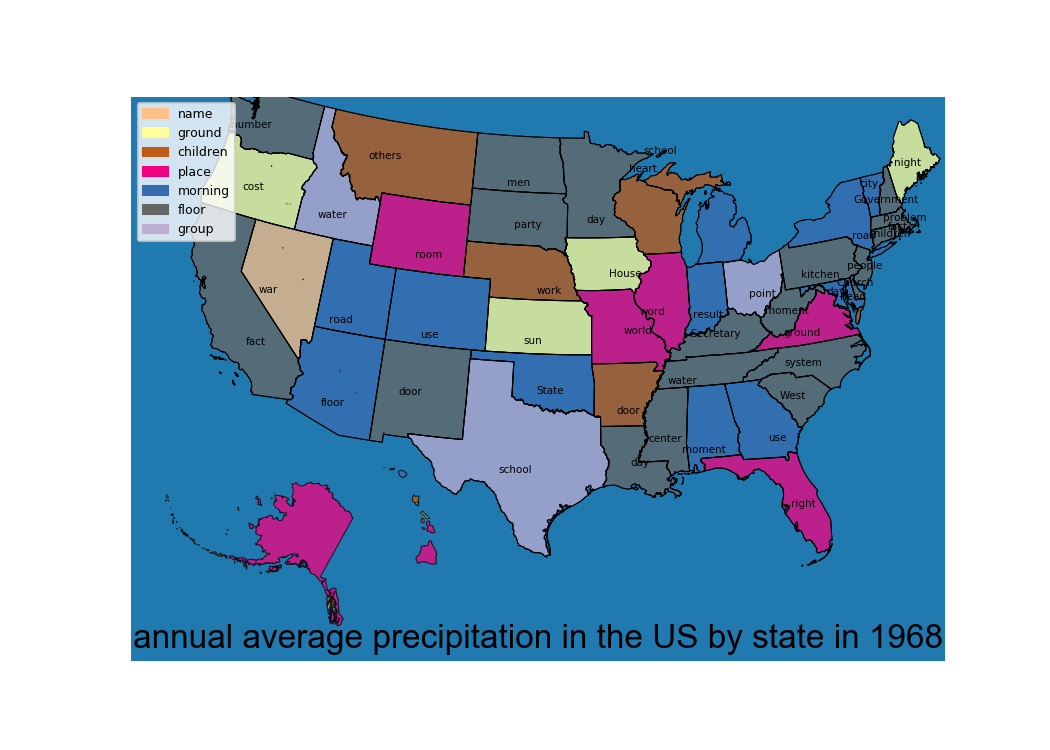 name
ground
children
place
morning
floor
group
number
cost
others
men
school
heart
night
city
Government
water
party
day
problem
road
children
room
House
kitchen
people
war
work
point
church
day
head
road
use
sun
word
world
result
moment
ground
Secretary
fact
system
floor
door
State
water
door
West
center
moment
use
school
day
right
annual average precipitation in the US by state in 1968